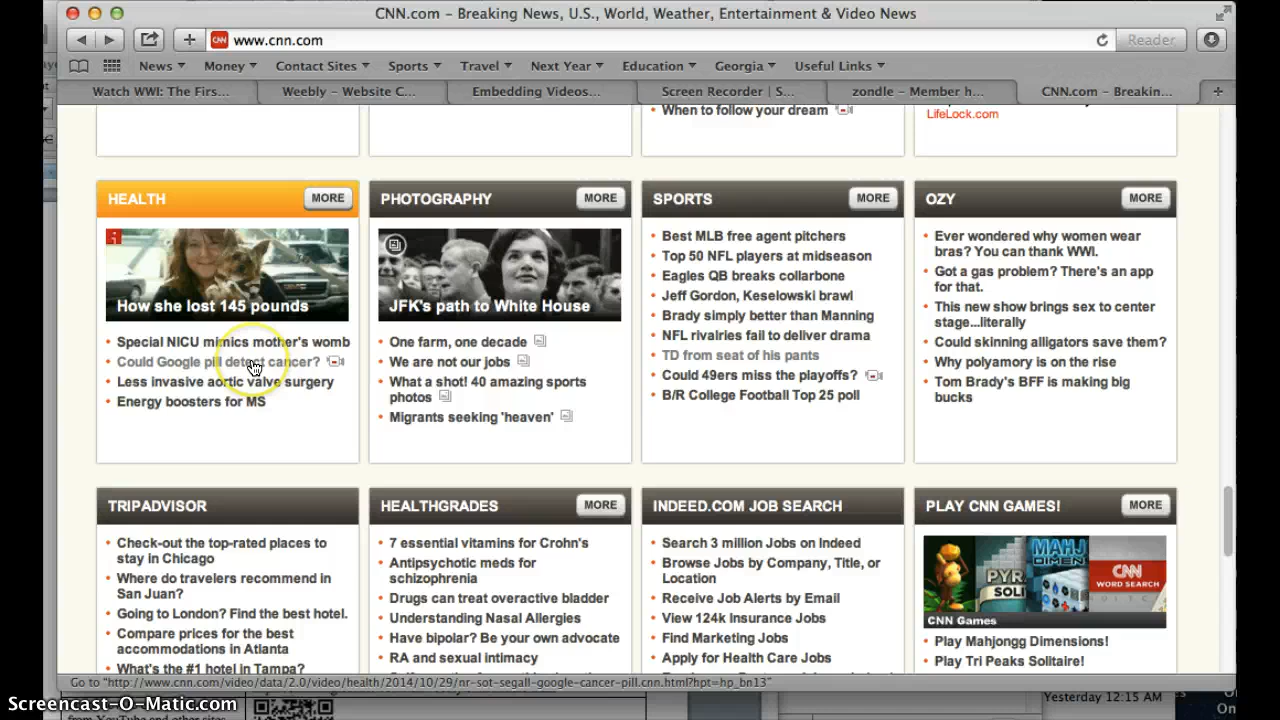 CNN.com – Breaking News, U.S., World, Weather, Entertainment & Video News
CNN www.cnn.com
Reader
News Money Contact Sites Sports Travel Next Year Education Georgia Useful Links
Watch WWI: The Firs... Weebly – Website C... Embedding Videos... Screen Recorder | S... zondle – Member h... CNN.com – Breakin...
When to follow your dream
LifeLock.com
HEALTH MORE
How she lost 145 pounds
Special NICU mimics mother's womb
Could Google pill detect cancer?
Less invasive aortic valve surgery
Energy boosters for MS
PHOTOGRAPHY MORE
JFK's path to White House
One farm, one decade
We are not our jobs
What a shot! 40 amazing sports
photos
Migrants seeking 'heaven'
SPORTS MORE
Best MLB free agent pitchers
Top 50 NFL players at midseason
Eagles QB breaks collarbone
Jeff Gordon, Keselowski brawl
Brady simply better than Manning
NFL rivalries fail to deliver drama
TD from seat of his pants
Could 49ers miss the playoffs?
B/R College Football Top 25 poll
OZY MORE
Ever wondered why women wear
bras? You can thank WWI.
Got a gas problem? There's an app
for that.
This new show brings sex to center
stage...literally
Could skinning alligators save them?
Why polyamory is on the rise
Tom Brady's BFF is making big
bucks
TRIPADVISOR
Check-out the top-rated places to
stay in Chicago
Where do travelers recommend in
San Juan?
Going to London? Find the best hotel.
Compare prices for the best
accommodations in Atlanta
What's the #1 hotel in Tampa?
HEALTHGRADES MORE
7 essential vitamins for Crohn's
Antipsychotic meds for
schizophrenia
Drugs can treat overactive bladder
Understanding Nasal Allergies
Have bipolar? Be your own advocate
RA and sexual intimacy
INDEED.COM JOB SEARCH
Search 3 million Jobs on Indeed
Browse Jobs by Company, Title, or
Location
Receive Job Alerts by Email
View 124k Insurance Jobs
Find Marketing Jobs
Apply for Health Care Jobs
PLAY CNN GAMES! MORE
CNN
WORD SEARCH
CNN Games
Play Mahjongg Dimensions!
Play Tri Peaks Solitaire!
Go to "http://www.cnn.com/video/data/2.0/video/health/2014/10/29/nr-sot-segall-google-cancer-pill.cnn.html?hpt=hp_bn13"
Yesterday 12:15 AM
Screencast-O-Matic.com
from YouTube and other sites